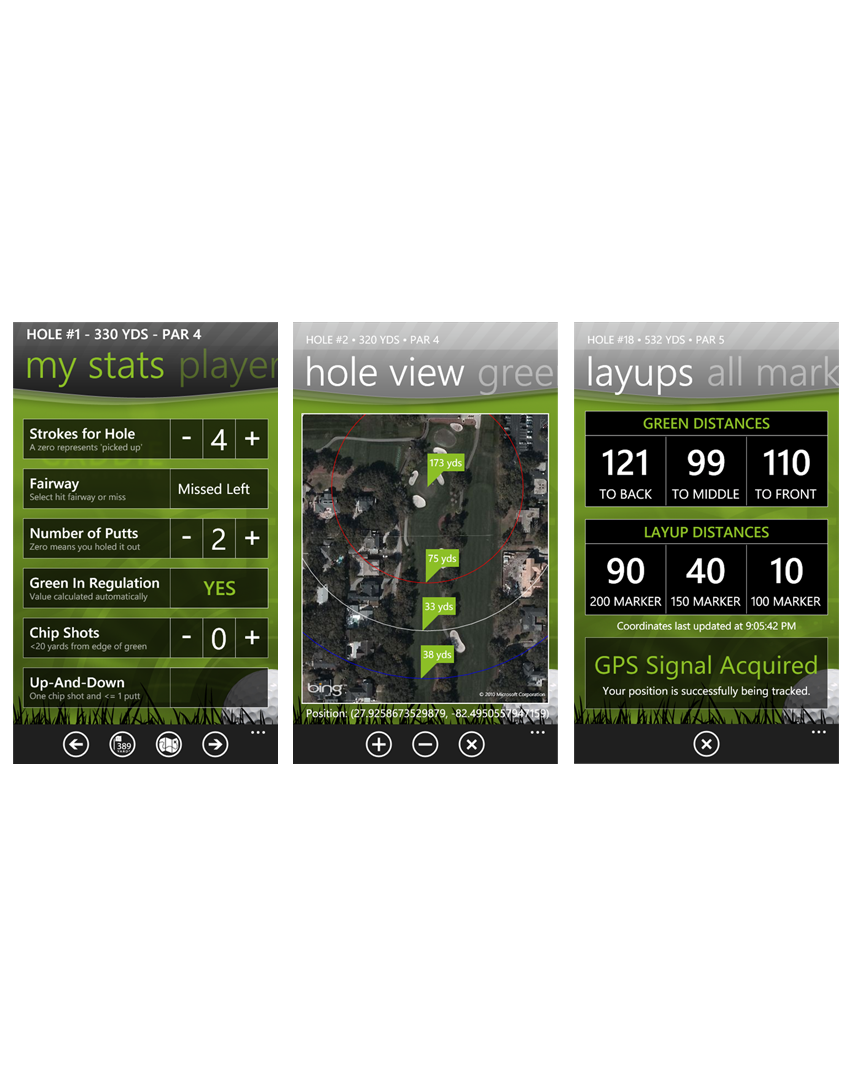 HOLE #1 - 330 YDS - PAR 4
my stats player
Strokes for Hole
A zero represents 'picked up'
- 4 +
Fairway
Select hit fairway or miss
Missed Left
Number of Putts
Zero means you holed it out
- 2 +
Green In Regulation
Value calculated automatically
YES
Chip Shots
<20 yards from edge of green
- 0 +
Up-And-Down
One chip shot and <= 1 putt
389
HOLE #2 • 320 YDS • PAR 4
hole view gree
173 yds
75 yds
33 yds
38 yds
bing
© 2010 Microsoft Corporation
Position: (27.9258673529879, -82.4950557947159)
HOLE #18 • 532 YDS • PAR 5
layups all mark
GREEN DISTANCES
121 99 110
TO BACK TO MIDDLE TO FRONT
LAYUP DISTANCES
90 40 10
200 MARKER 150 MARKER 100 MARKER
Coordinates last updated at 9:05:42 PM
GPS Signal Acquired
Your position is successfully being tracked.